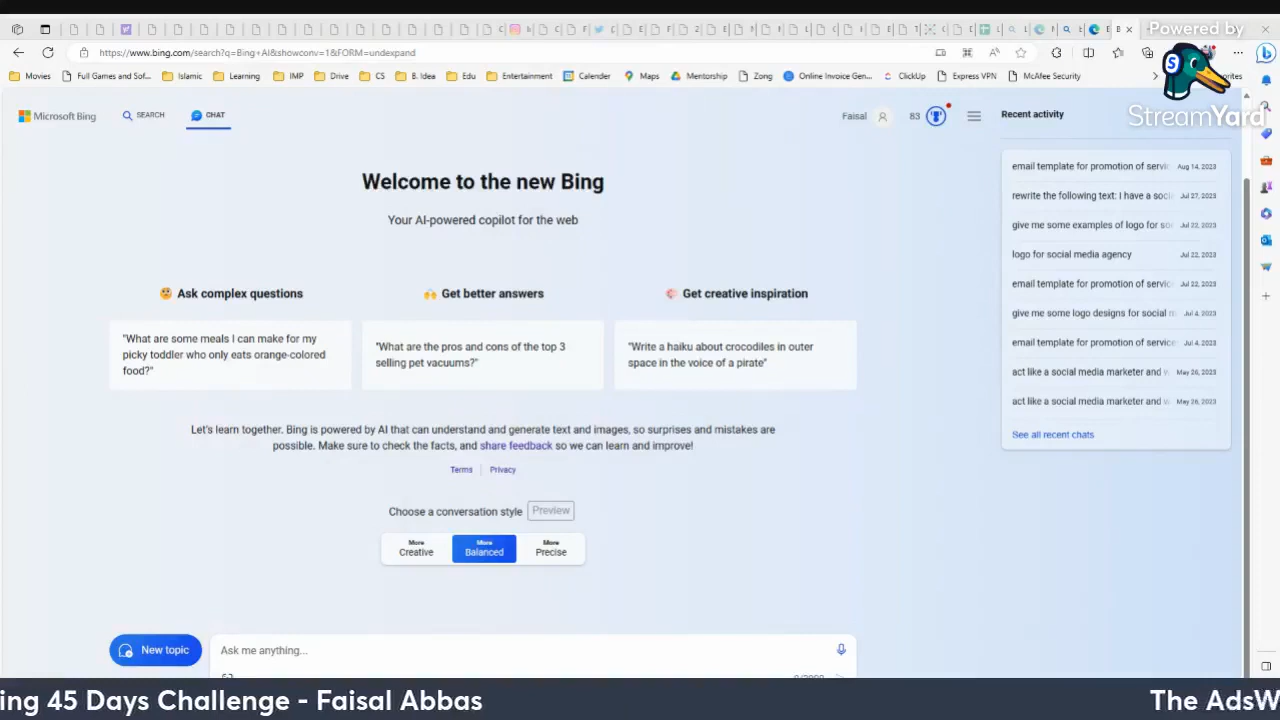 Powered by
https://www.bing.com/search?q=Bing+AI&showconv=1&FORM=undexpand
Movies Full Games and Sof... Islamic Learning IMP Drive CS B. Idea Edu Entertainment Calender Maps Mentorship Zong Online Invoice Gen... ClickUp Express VPN McAfee Security
StreamYard
Microsoft Bing SEARCH CHAT Faisal 83 Recent activity
Welcome to the new Bing
Your AI-powered copilot for the web
Ask complex questions
Get better answers
Get creative inspiration
"What are some meals I can make for my
picky toddler who only eats orange-colored
food?"
"What are the pros and cons of the top 3
selling pet vacuums?"
"Write a haiku about crocodiles in outer
space in the voice of a pirate"
Let's learn together. Bing is powered by AI that can understand and generate text and images, so surprises and mistakes are
possible. Make sure to check the facts, and share feedback so we can learn and improve!
Terms Privacy
Choose a conversation style Preview
More Creative
More Balanced
More Precise
New topic
Ask me anything...
email template for promotion of servic Aug 14, 2023
rewrite the following text: I have a soci Jul 27, 2023
give me some examples of logo for so Jul 22, 2023
logo for social media agency Jul 22, 2023
email template for promotion of service Jul 22, 2023
give me some logo designs for social Jul 4, 2023
email template for promotion of service Jul 4, 2023
act like a social media marketer and May 26, 2023
act like a social media marketer and May 26, 2023
See all recent chats
ing 45 Days Challenge - Faisal Abbas
The AdsW